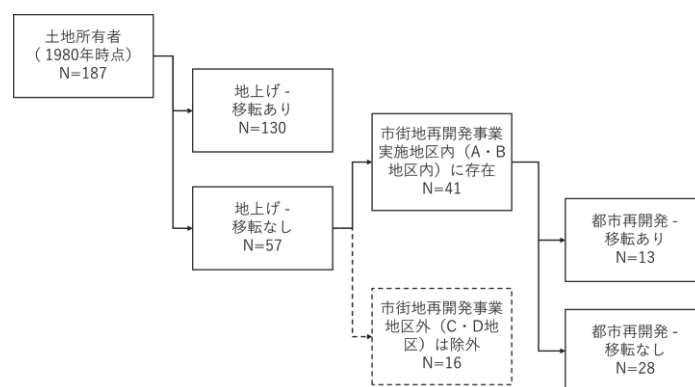 土地所有者
（1980年時点）
N=187
地上げ -
移転あり
N=130
地上げ -
移転なし
N=57
市街地再開発事業
実施地区内（A・B
地区内）に存在
N=41
市街地再開発事業
地区外（C・D地
区）は除外
N=16
都市再開発 -
移転あり
N=13
都市再開発 -
移転なし
N=28